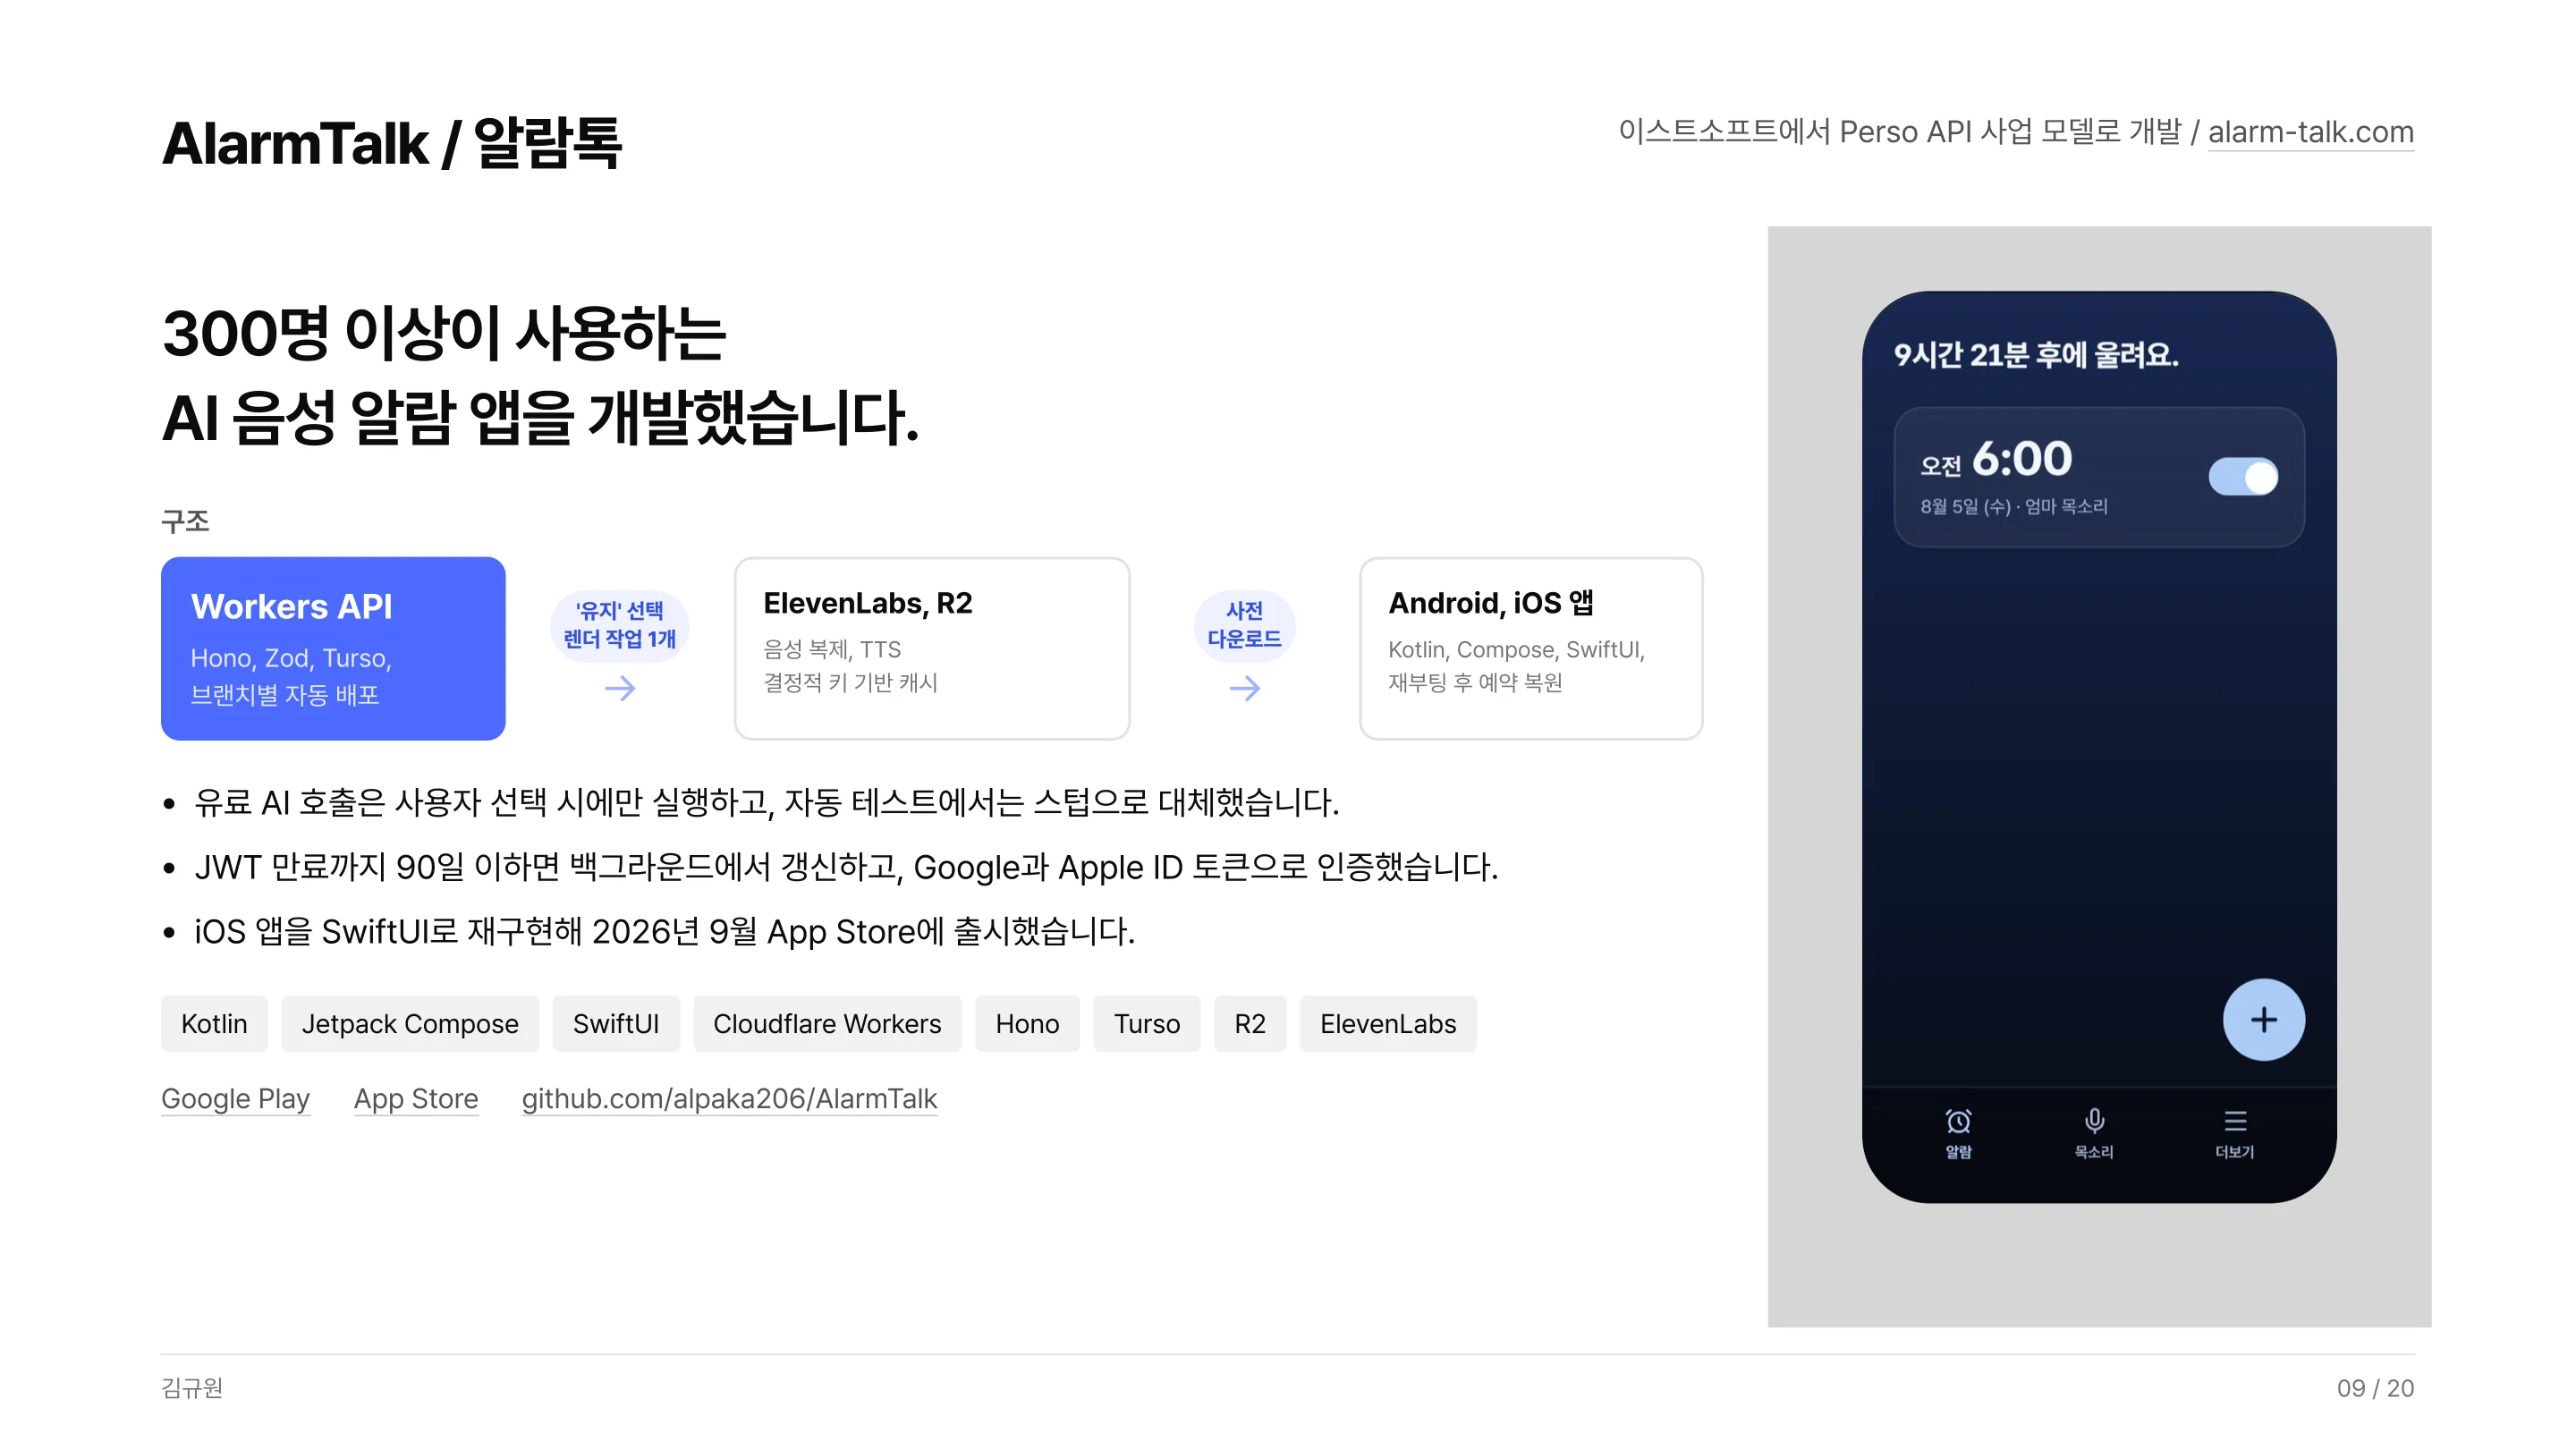 AlarmTalk / 알람톡
이스트소프트에서 Perso API 사업 모델로 개발 / alarm-talk.com
300명 이상이 사용하는
AI 음성 알람 앱을 개발했습니다.
구조
Workers API
Hono, Zod, Turso,
브랜치별 자동 배포
'유지' 선택
렌더 작업 1개
→
ElevenLabs, R2
음성 복제, TTS
결정적 키 기반 캐시
사전
다운로드
→
Android, iOS 앱
Kotlin, Compose, SwiftUI,
재부팅 후 예약 복원
• 유료 AI 호출은 사용자 선택 시에만 실행하고, 자동 테스트에서는 스텁으로 대체했습니다.
• JWT 만료까지 90일 이하면 백그라운드에서 갱신하고, Google과 Apple ID 토큰으로 인증했습니다.
• iOS 앱을 SwiftUI로 재구현해 2026년 9월 App Store에 출시했습니다.
Kotlin Jetpack Compose SwiftUI Cloudflare Workers Hono Turso R2 ElevenLabs
Google Play App Store github.com/alpaka206/AlarmTalk
9시간 21분 후에 울려요.
오전 6:00
8월 5일 (수) · 엄마 목소리
+
알람 목소리 더보기
김규원
09 / 20